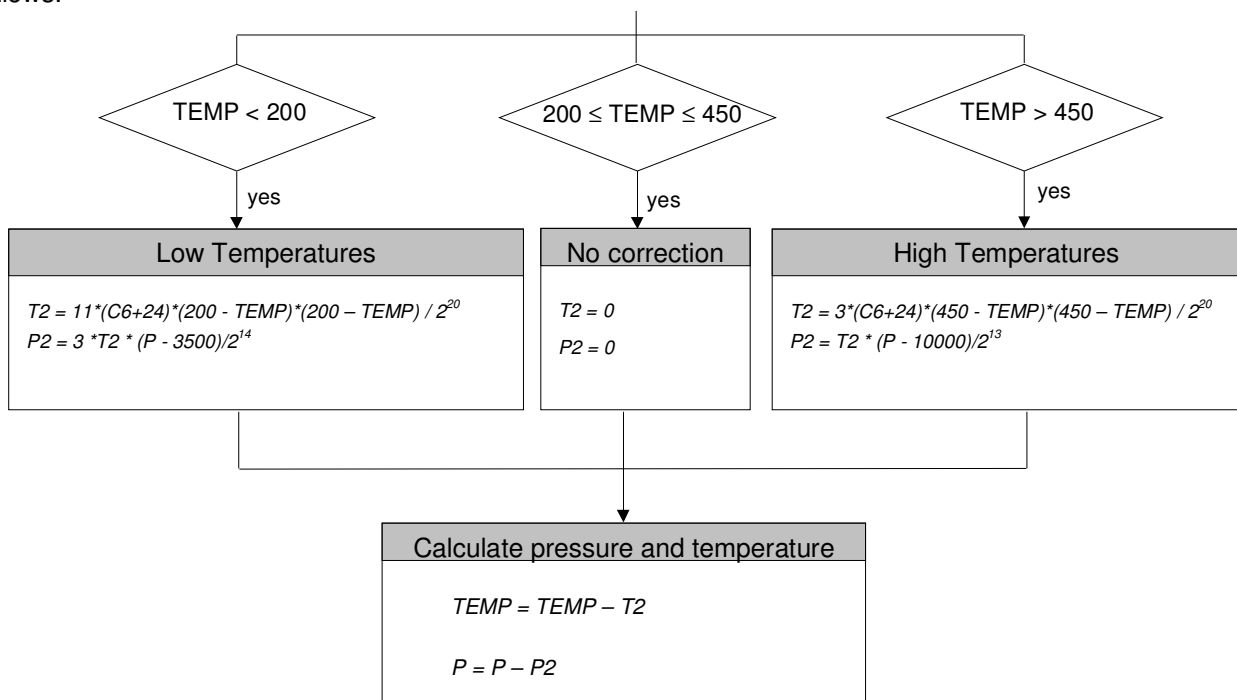 TEMP < 200
200 ≤ TEMP ≤ 450
TEMP > 450
yes
yes
yes
Low Temperatures
T2 = 11*(C6+24)*(200 - TEMP)*(200 – TEMP) / 2^20
P2 = 3 *T2 * (P - 3500)/2^14
No correction
T2 = 0
P2 = 0
High Temperatures
T2 = 3*(C6+24)*(450 - TEMP)*(450 – TEMP) / 2^20
P2 = T2 * (P - 10000)/2^13
Calculate pressure and temperature
TEMP = TEMP – T2
P = P – P2